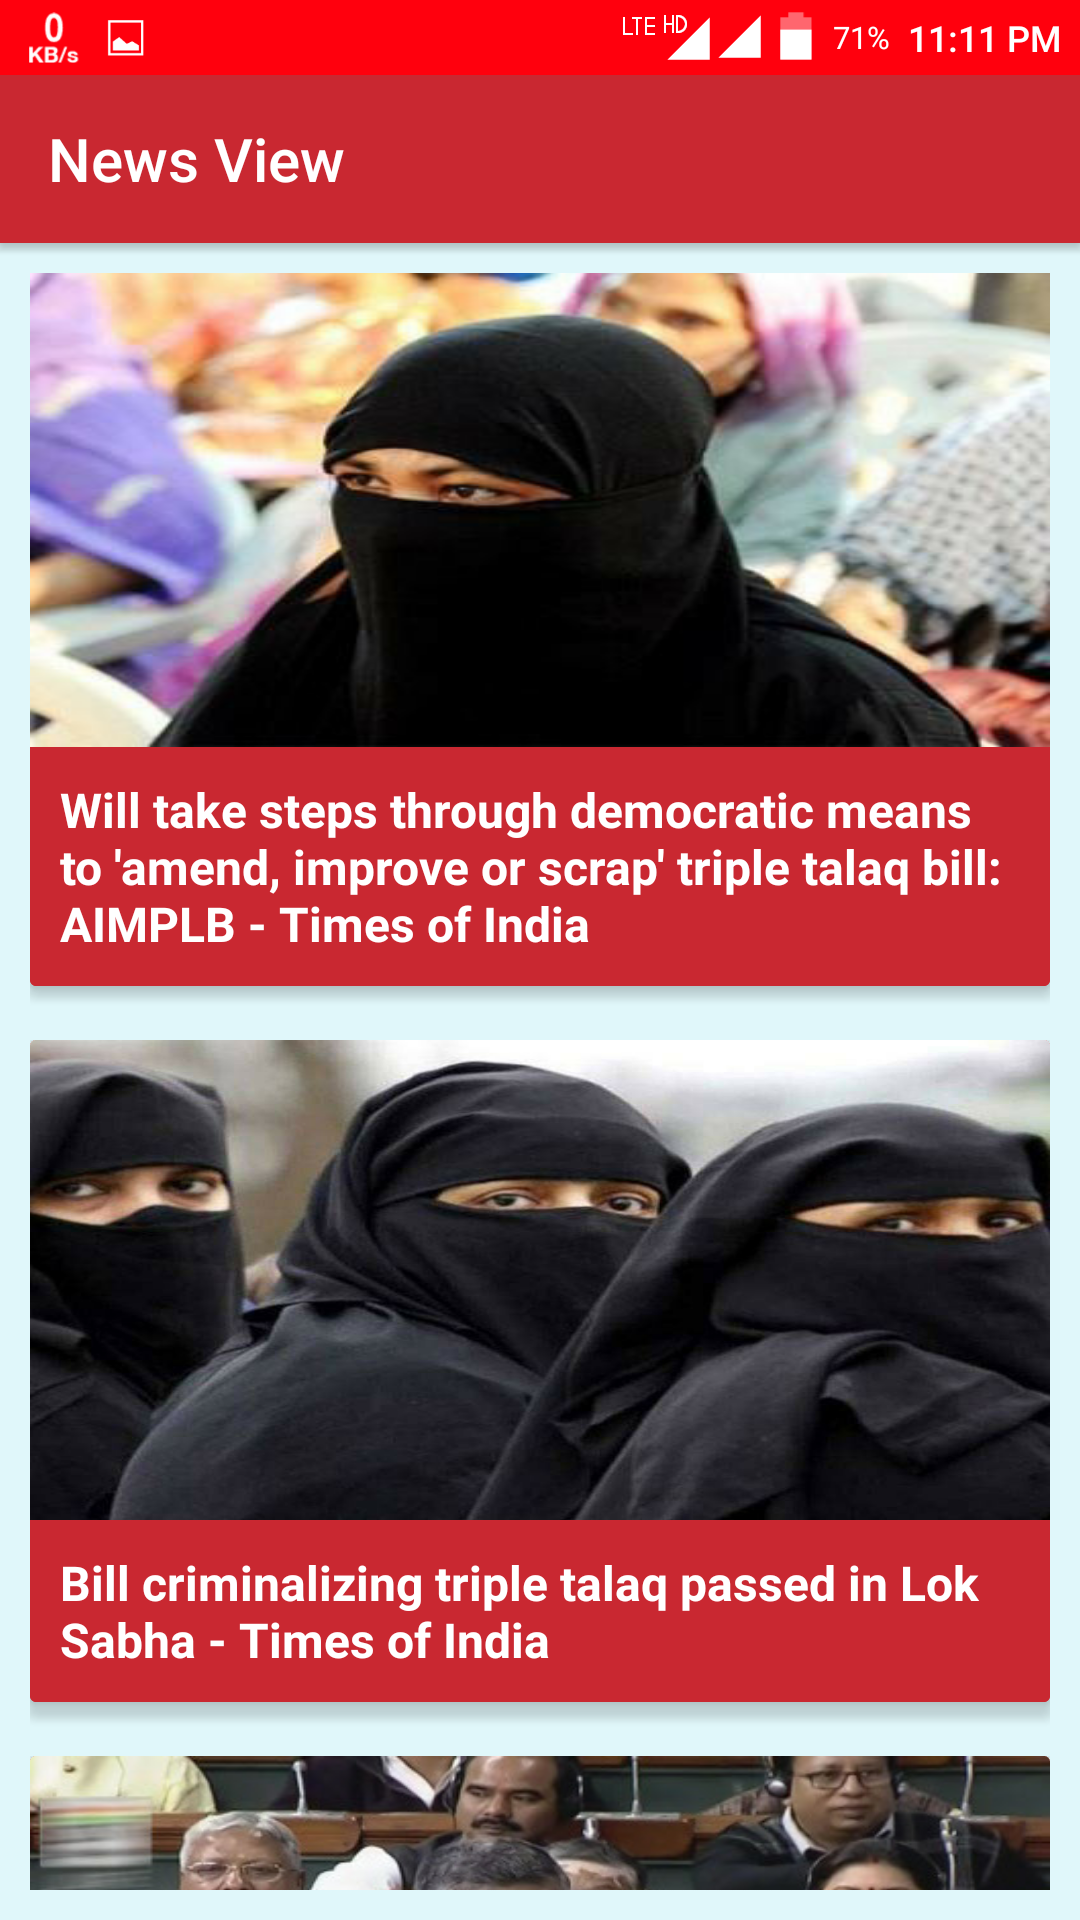 0
KB/s
LTE HD
71%
11:11 PM
News View
Will take steps through democratic means
to 'amend, improve or scrap' triple talaq bill:
AIMPLB - Times of India
Bill criminalizing triple talaq passed in Lok
Sabha - Times of India